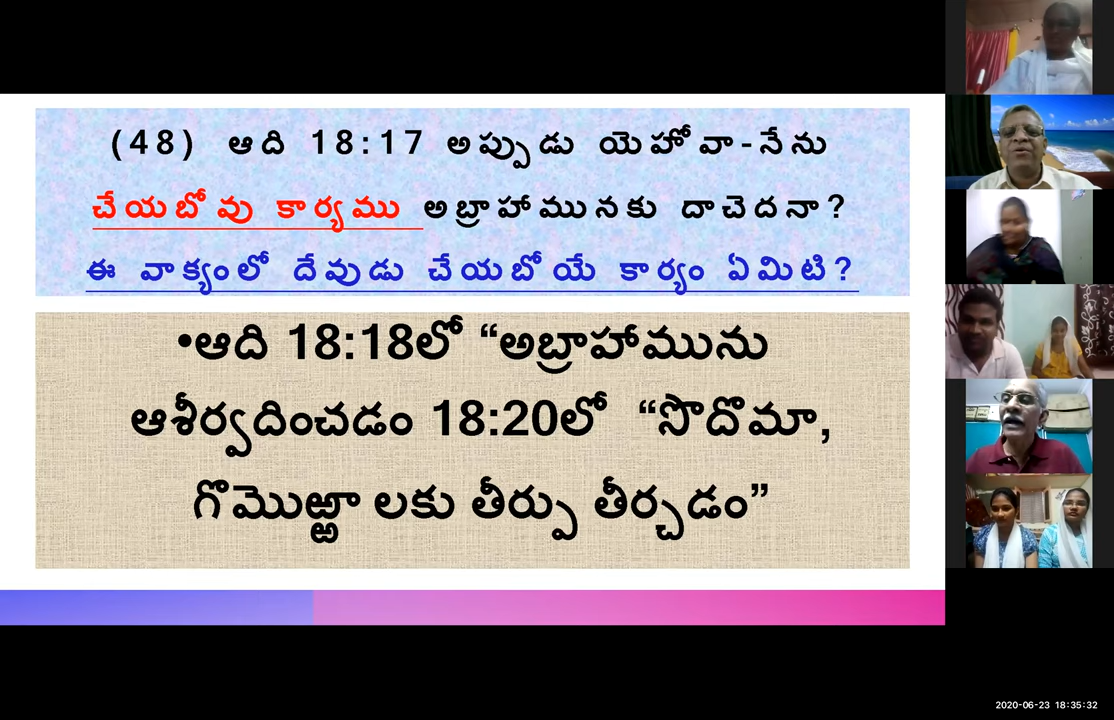 (48) ఆది 18:17 అప్పుడు యెహోవా-నేను
చేయబోవు కార్యము అబ్రాహామునకు దాచెదనా?
ఈ వాక్యంలో దేవుడు చేయబోయే కార్యం ఏమిటి?
•ఆది 18:18లో “అబ్రాహామును
ఆశీర్వదించడం 18:20లో “సొదొమా,
గొమొఱ్ఱా లకు తీర్పు తీర్చడం”
2020-06-23 18:35:32